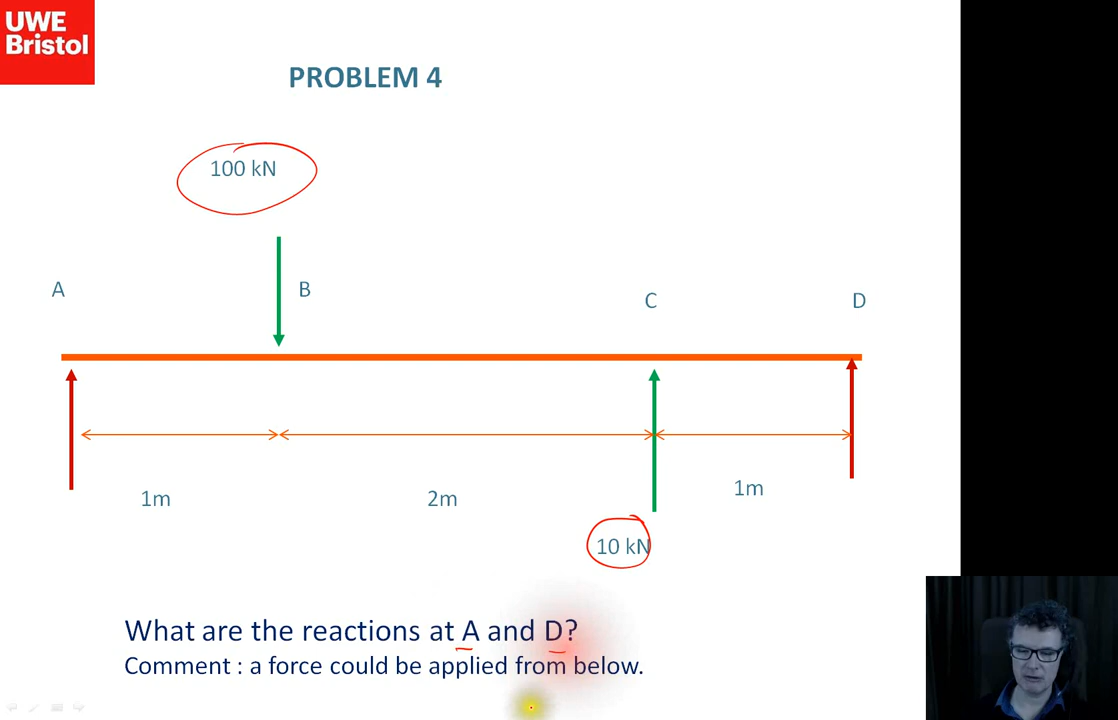 UWE
Bristol
PROBLEM 4
100 kN
A
B
C
D
1m
2m
1m
10 kN
What are the reactions at A and D?
Comment : a force could be applied from below.